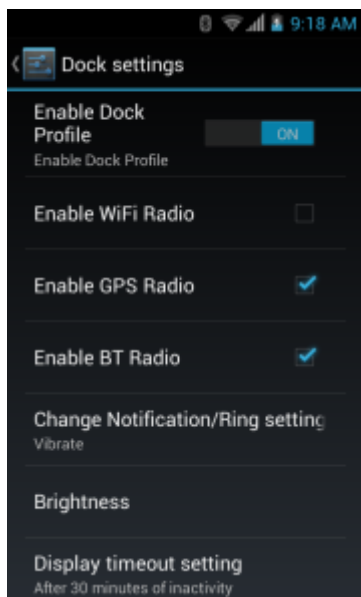 9:18 AM
Dock settings
Enable Dock
Profile
ON
Enable Dock Profile
Enable WiFi Radio
Enable GPS Radio
Enable BT Radio
Change Notification/Ring setting
Vibrate
Brightness
Display timeout setting
After 30 minutes of inactivity